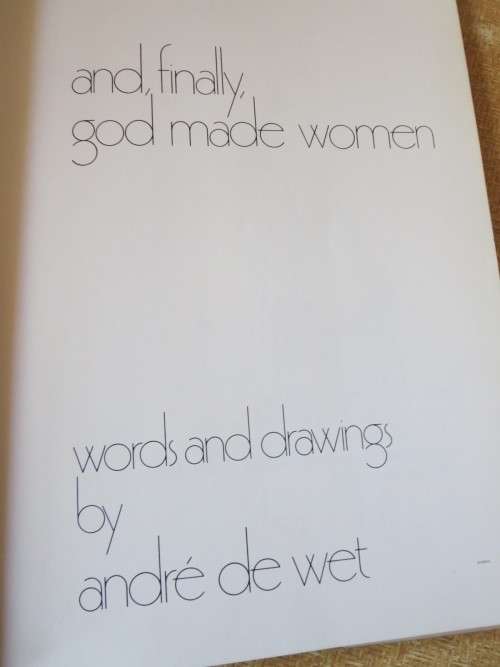 and, finally,
god made women
words and drawings
by
andré de wet